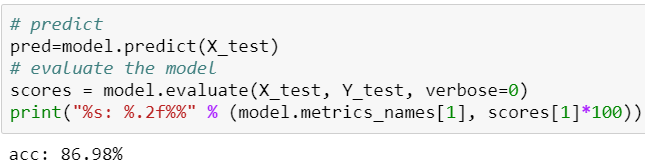 # predict
pred=model.predict(X_test)
# evaluate the model
scores = model.evaluate(X_test, Y_test, verbose=0)
print("%s: %.2f%%" % (model.metrics_names[1], scores[1]*100))
acc: 86.98%